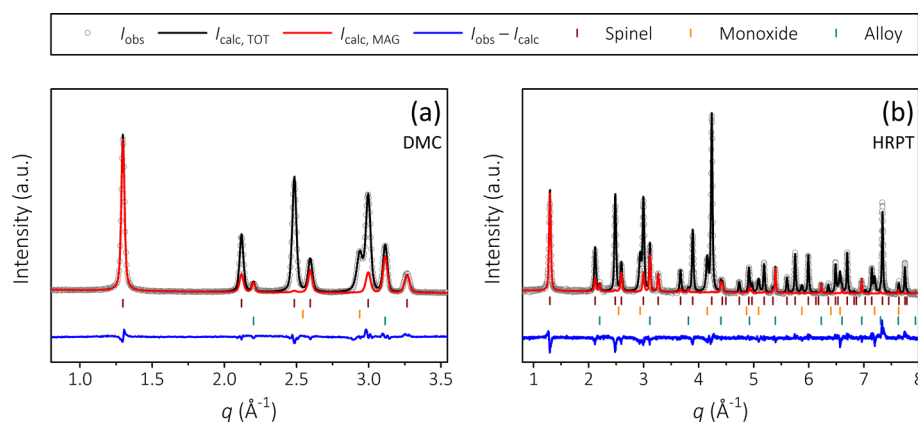 I_obs I_calc, TOT I_calc, MAG I_obs – I_calc Spinel Monoxide Alloy
(a) (b)
DMC HRPT
Intensity (a.u.) Intensity (a.u.)
1.0 1.5 2.0 2.5 3.0 3.5 1 2 3 4 5 6 7 8
q (Å⁻¹) q (Å⁻¹)